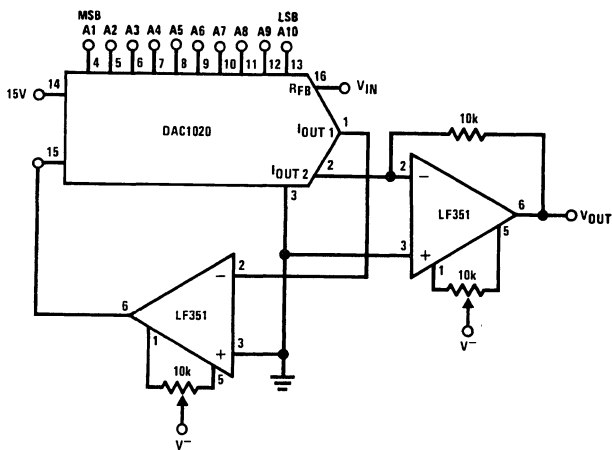 MSB LSB
A1 A2 A3 A4 A5 A6 A7 A8 A9 A10
4 5 6 7 8 9 10 11 12 13
15V 14 16
RFB VIN
DAC1020
IOUT 1 1
15
IOUT 2 2
3
10k
2 −
LF351 6 VOUT
3 + 5
1
10k
V−
2 −
6 LF351
1 3 +
10k 5
V−